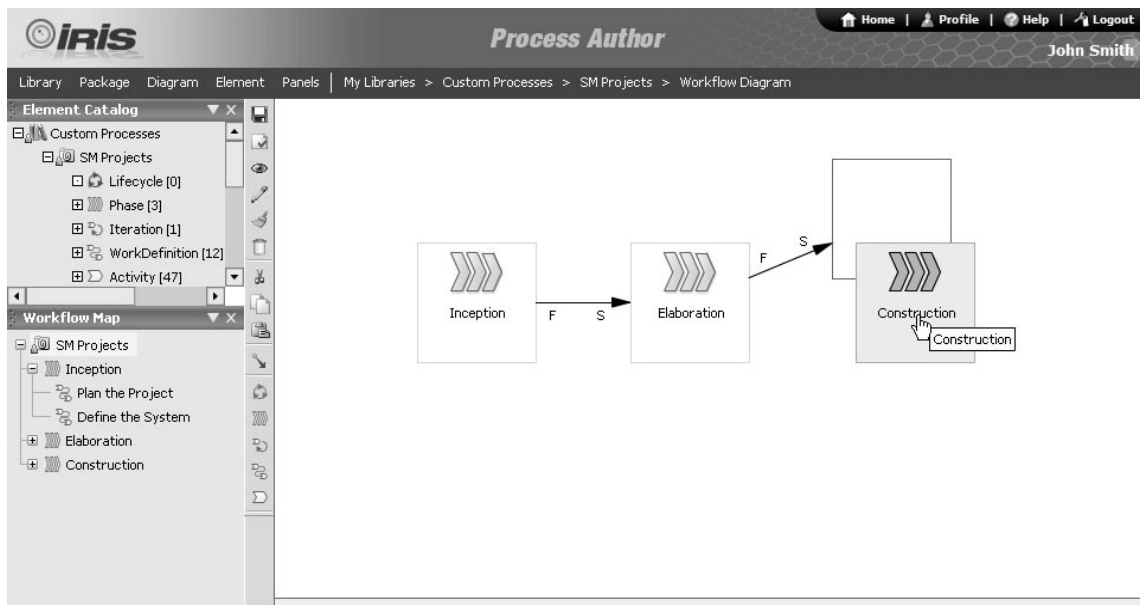 iris
Process Author
Home | Profile | Help | Logout
John Smith
Library Package Diagram Element Panels | My Libraries > Custom Processes > SM Projects > Workflow Diagram
Element Catalog
Custom Processes
SM Projects
Lifecycle [0]
Phase [3]
Iteration [1]
WorkDefinition [12]
Activity [47]
Workflow Map
SM Projects
Inception
Plan the Project
Define the System
Elaboration
Construction
Inception
F S
Elaboration
F S
Construction
Construction